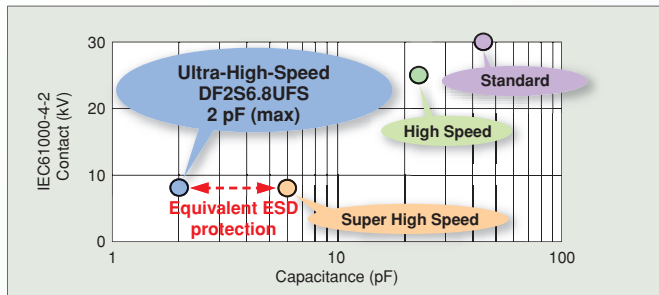 IEC61000-4-2
Contact (kV)
30
20
10
0
Ultra-High-Speed
DF2S6.8UFS
2 pF (max)
Standard
High Speed
Equivalent ESD
protection
Super High Speed
1
10
100
Capacitance (pF)